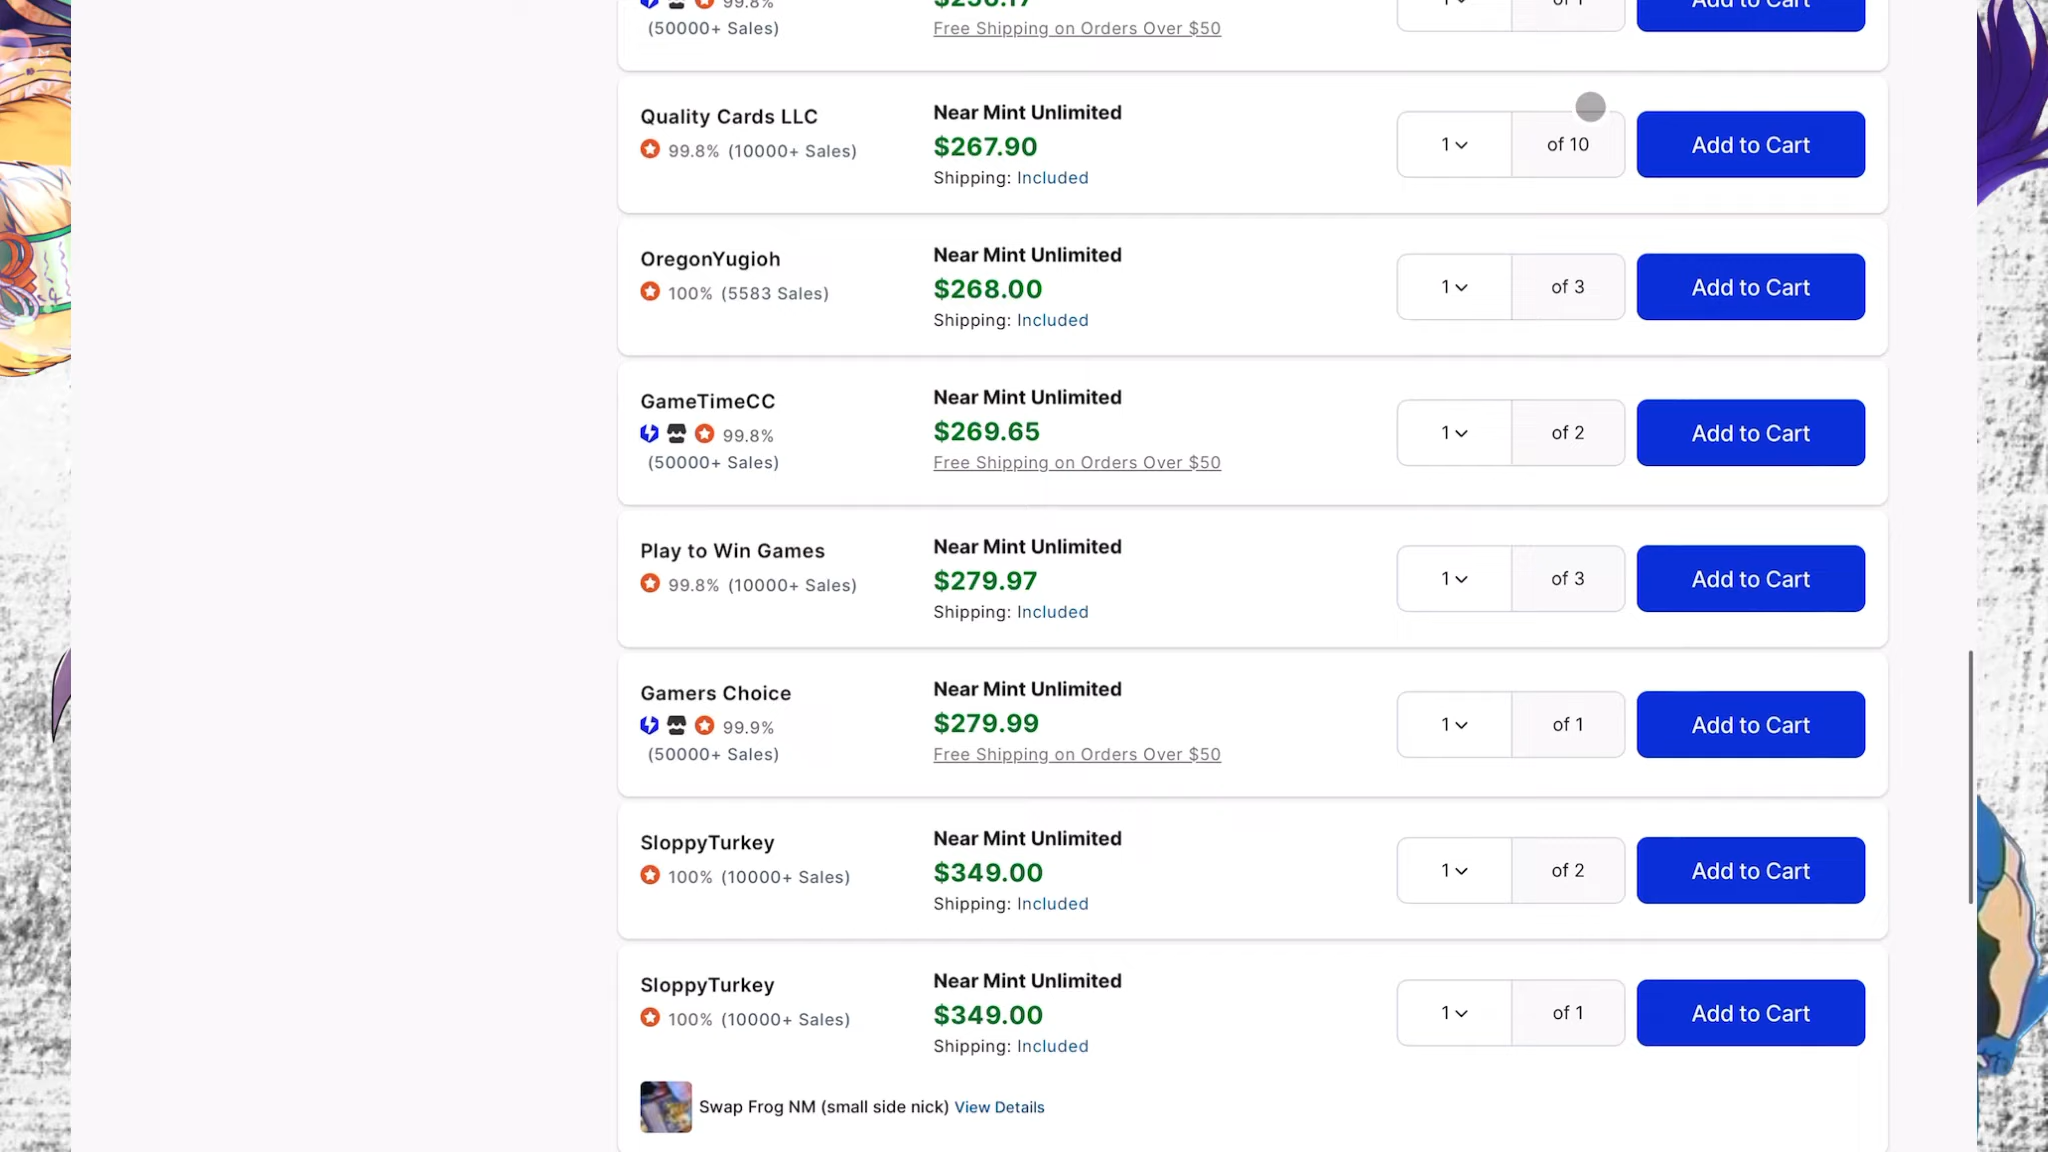 99.8%
(50000+ Sales)
Free Shipping on Orders Over $50
1
of 1
Add to Cart
Quality Cards LLC
99.8% (10000+ Sales)
Near Mint Unlimited
$267.90
Shipping: Included
1
of 10
Add to Cart
OregonYugioh
100% (5583 Sales)
Near Mint Unlimited
$268.00
Shipping: Included
1
of 3
Add to Cart
GameTimeCC
99.8%
(50000+ Sales)
Near Mint Unlimited
$269.65
Free Shipping on Orders Over $50
1
of 2
Add to Cart
Play to Win Games
99.8% (10000+ Sales)
Near Mint Unlimited
$279.97
Shipping: Included
1
of 3
Add to Cart
Gamers Choice
99.9%
(50000+ Sales)
Near Mint Unlimited
$279.99
Free Shipping on Orders Over $50
1
of 1
Add to Cart
SloppyTurkey
100% (10000+ Sales)
Near Mint Unlimited
$349.00
Shipping: Included
1
of 2
Add to Cart
SloppyTurkey
100% (10000+ Sales)
Near Mint Unlimited
$349.00
Shipping: Included
1
of 1
Add to Cart
Swap Frog NM (small side nick) View Details